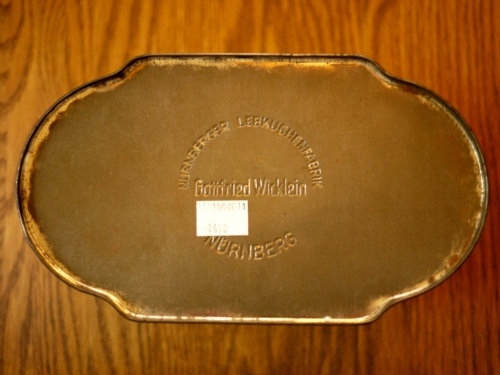 NÜRNBERGER LEBKUCHENFABRIK
Gottfried Wicklein
NÜRNBERG